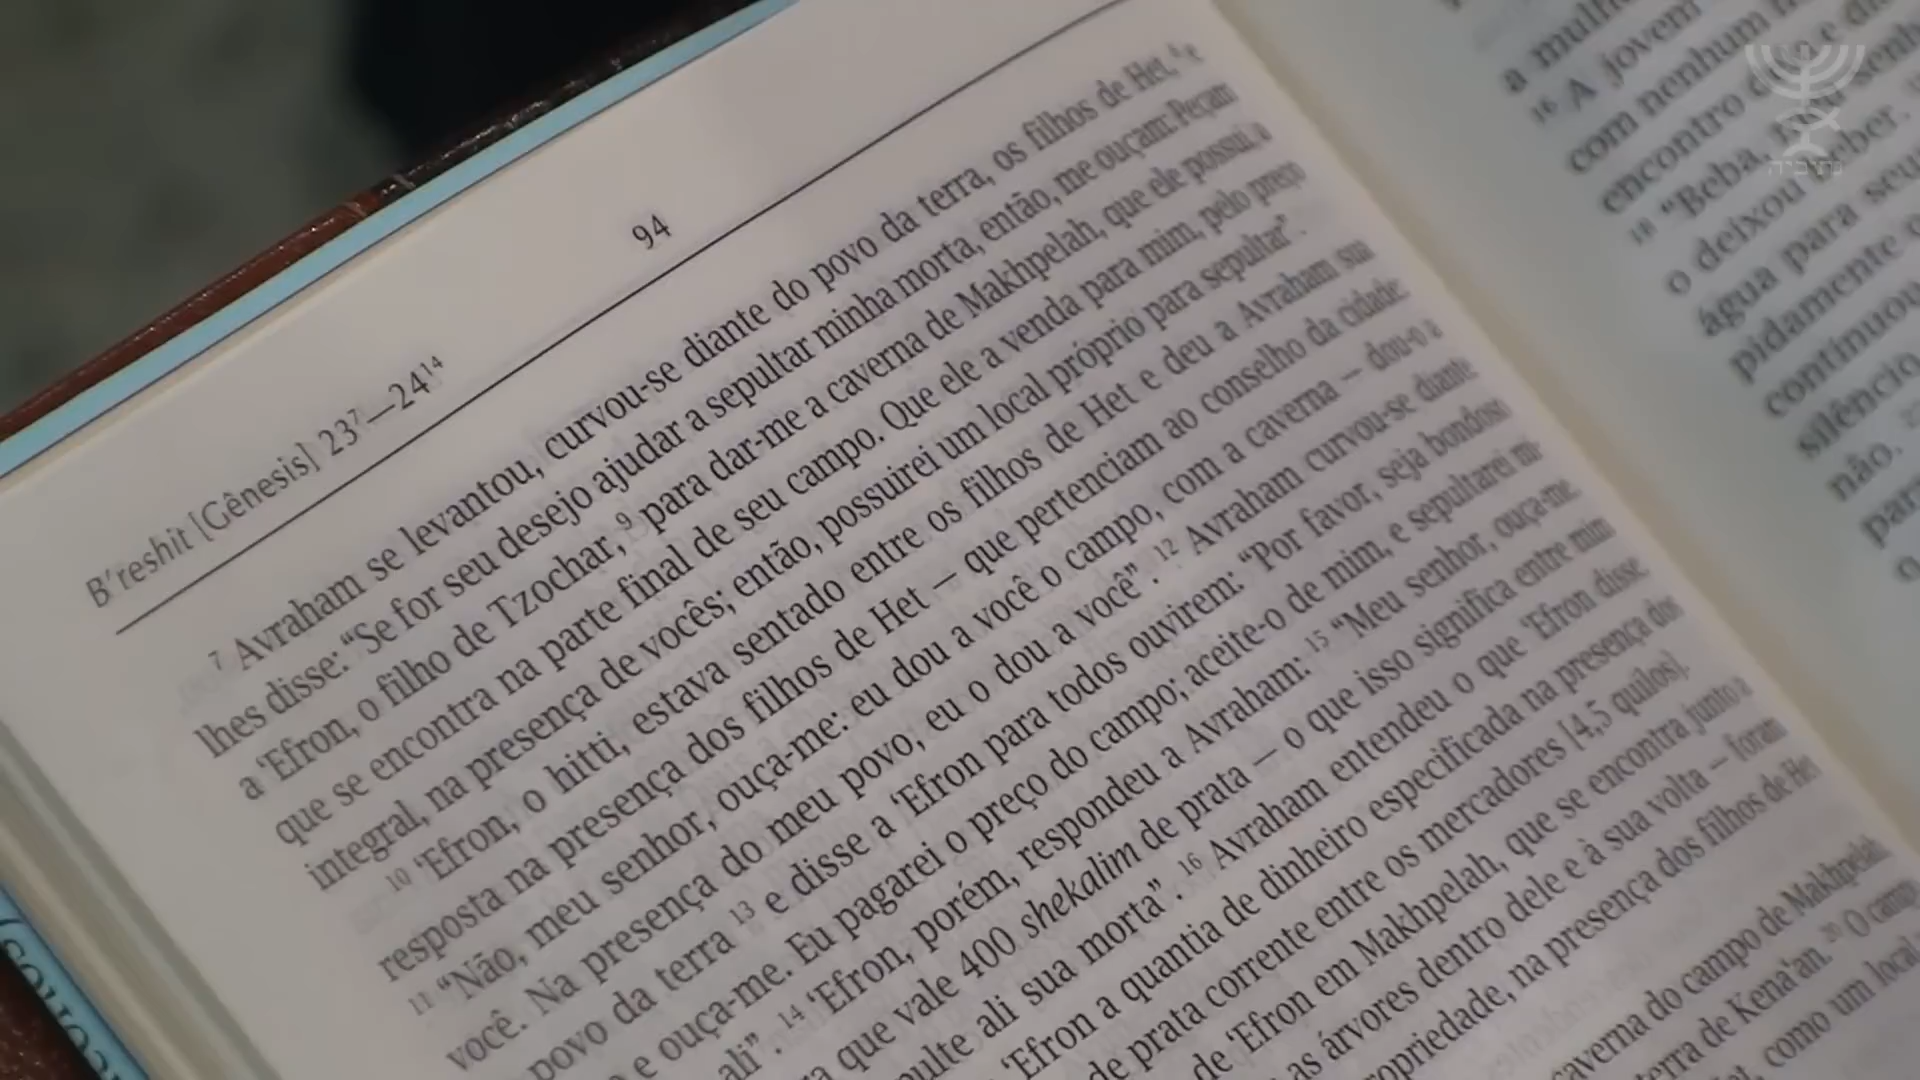 B'reshit [Gênesis] 23⁷—24¹⁴
94
⁷ Avraham se levantou, curvou-se diante do povo da terra, os filhos de Het, ⁸ e
lhes disse: “Se for seu desejo ajudar a sepultar minha morta, então, me ouçam: Peçam
a ‘Efron, o filho de Tzochar, ⁹ para dar-me a caverna de Makhpelah, que ele possui, a
que se encontra na parte final de seu campo. Que ele a venda para mim, pelo preço
integral, na presença de vocês; então, possuirei um local próprio para sepultar”.
¹⁰ ‘Efron, o hitti, estava sentado entre os filhos de Het e deu a Avraham sua
resposta na presença dos filhos de Het — que pertenciam ao conselho da cidade:
¹¹ “Não, meu senhor, ouça-me: eu dou a você o campo, com a caverna — dou-o a
você. Na presença do meu povo, eu o dou a você”. ¹² Avraham curvou-se diante
povo da terra ¹³ e disse a ‘Efron para todos ouvirem: “Por favor, seja bondoso
e ouça-me. Eu pagarei o preço do campo; aceite-o de mim, e sepultarei
ali”. ¹⁴ ‘Efron, porém, respondeu a Avraham: ¹⁵ “Meu senhor, ouça-me.
que vale 400 shekalim de prata — o que isso significa entre mim
ali sua morta”. ¹⁶ Avraham entendeu o que ‘Efron disse
‘Efron a quantia de dinheiro especificada na presença dos
de prata corrente entre os mercadores [4,5 quilos].
de ‘Efron em Makhpelah, que se encontra junto a
as árvores dentro dele e à sua volta — foram
na presença dos filhos de Het
caverna do campo de Makhpelah
terra de Kena‘an. ²⁰ O camp
como um local
a
¹⁶ A jovem
com nenhum
encontro
¹⁸ “Beba,
o deixou beber.
água para seu
pidamente
continuou
silêncio
não.
נתיביה